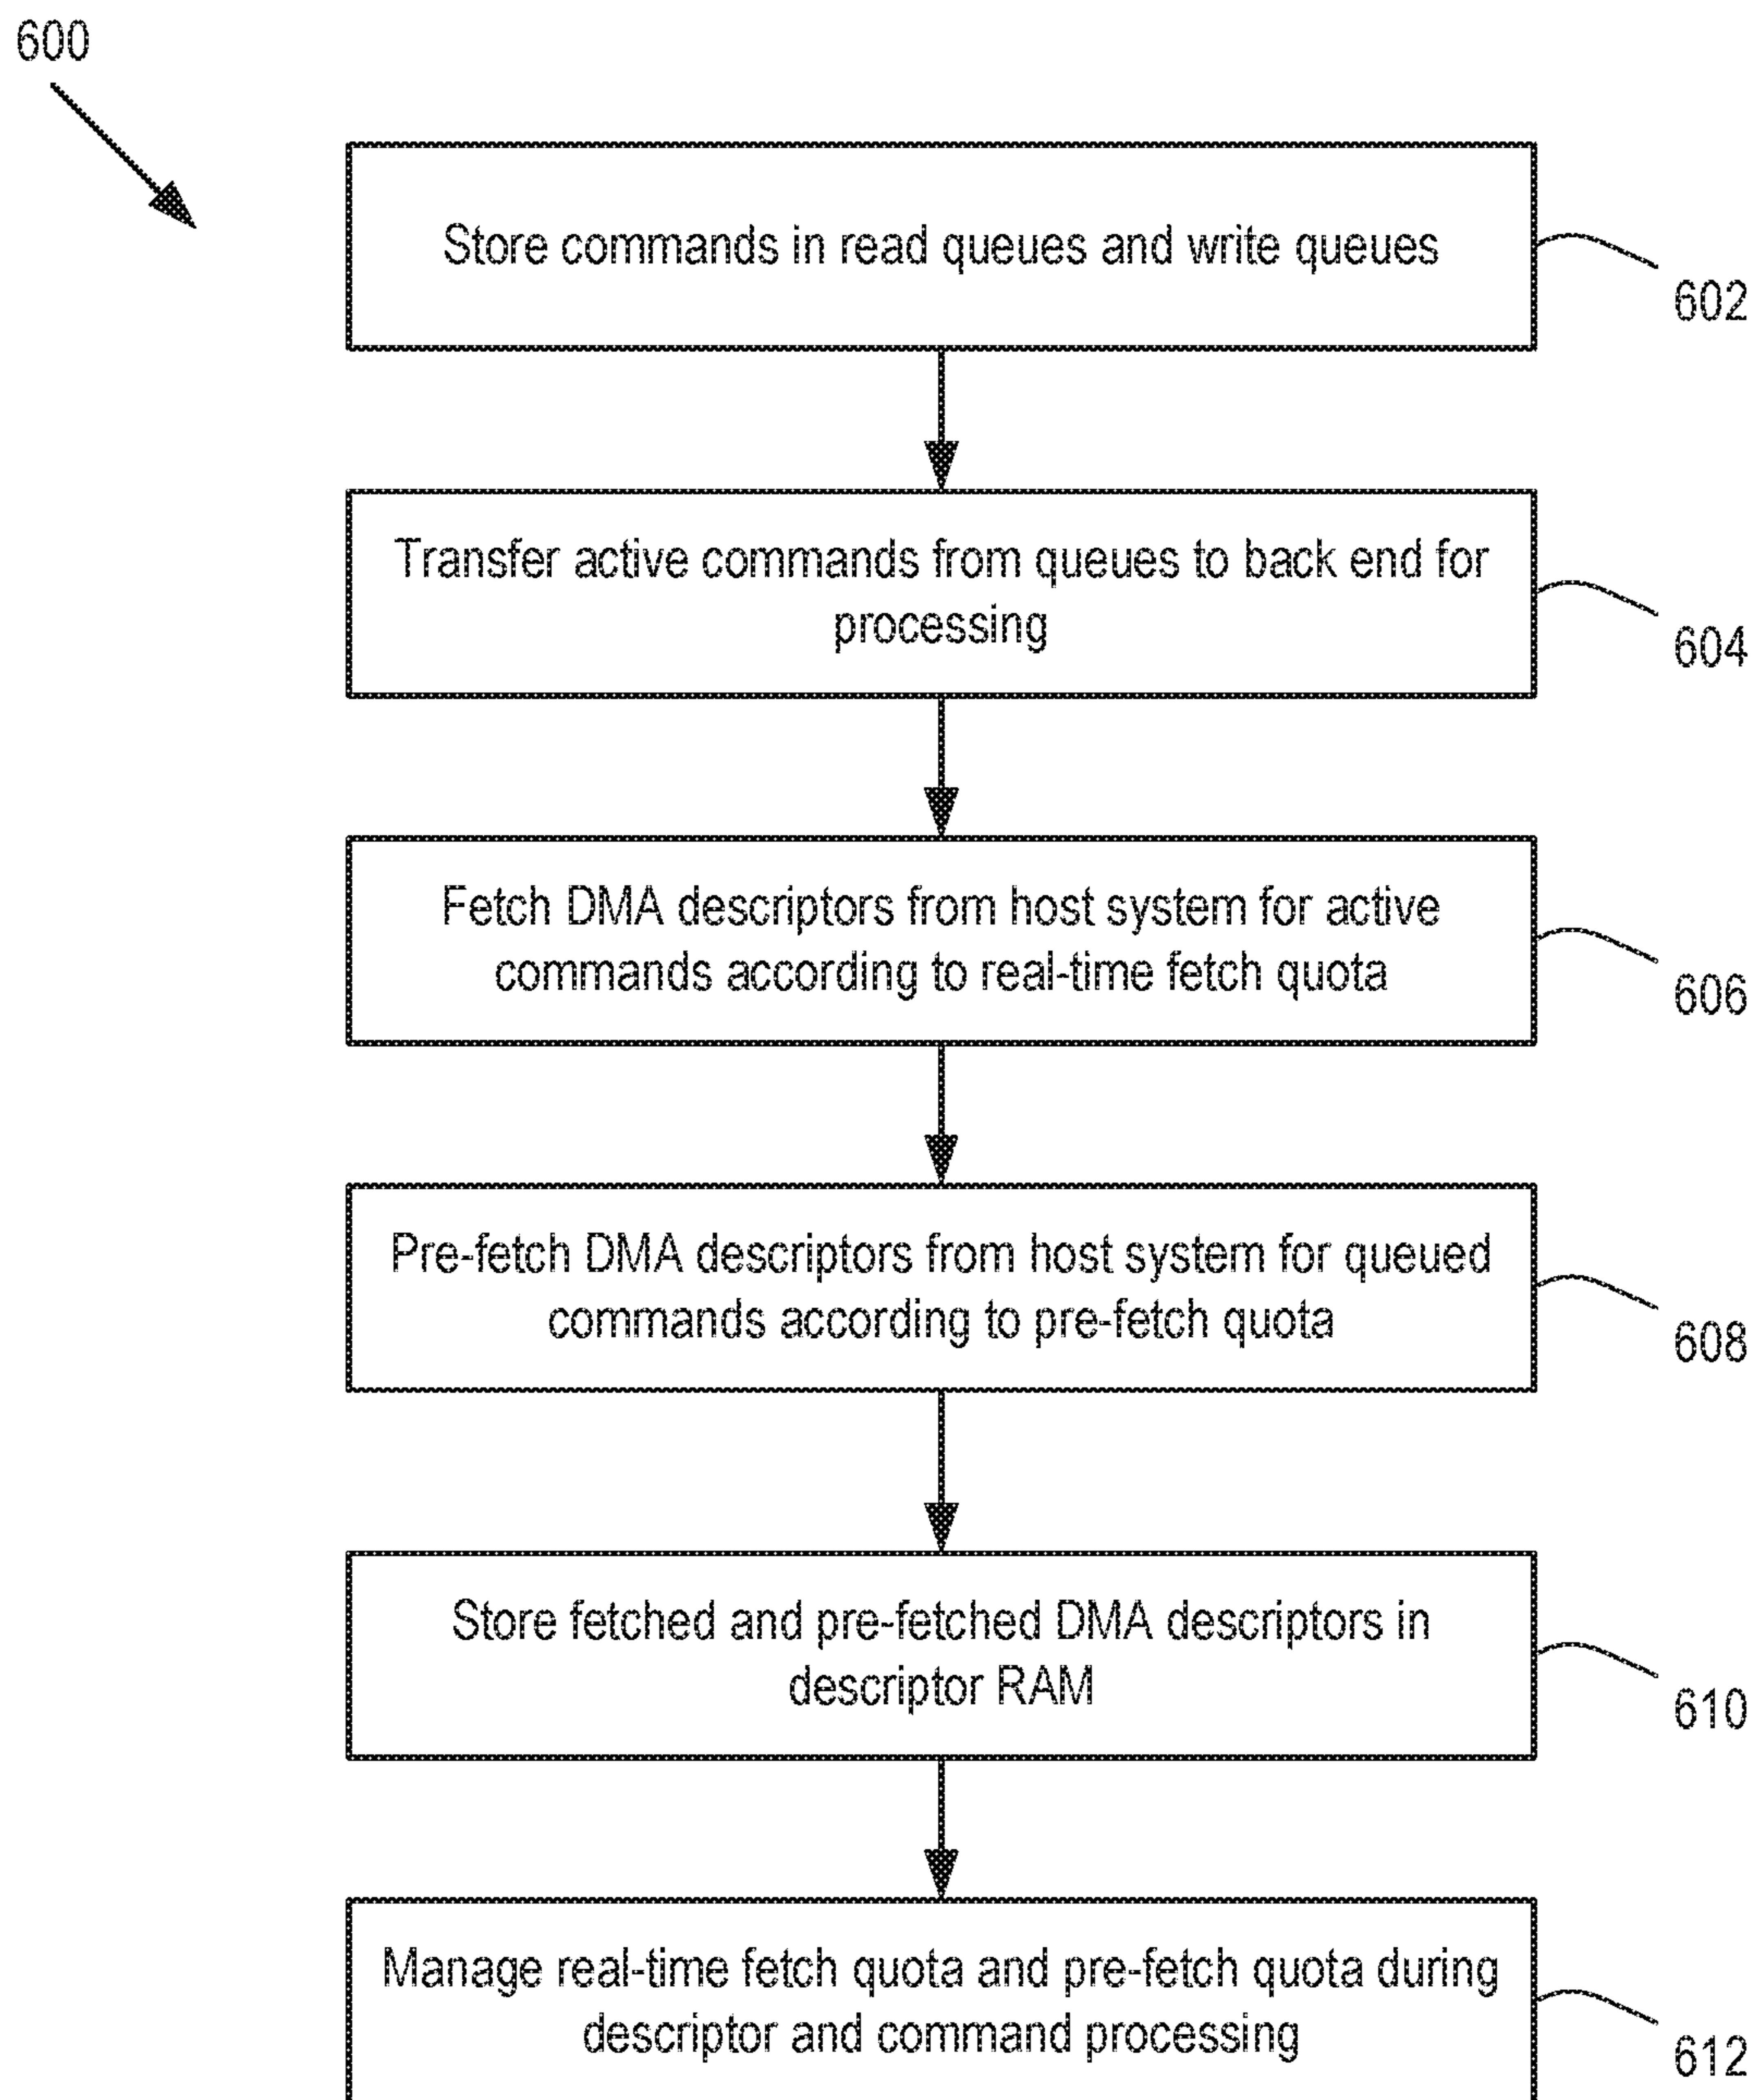 600
Store commands in read queues and write queues
602
Transfer active commands from queues to back end for
processing
604
Fetch DMA descriptors from host system for active
commands according to real-time fetch quota
606
Pre-fetch DMA descriptors from host system for queued
commands according to pre-fetch quota
608
Store fetched and pre-fetched DMA descriptors in
descriptor RAM
610
Manage real-time fetch quota and pre-fetch quota during
descriptor and command processing
612